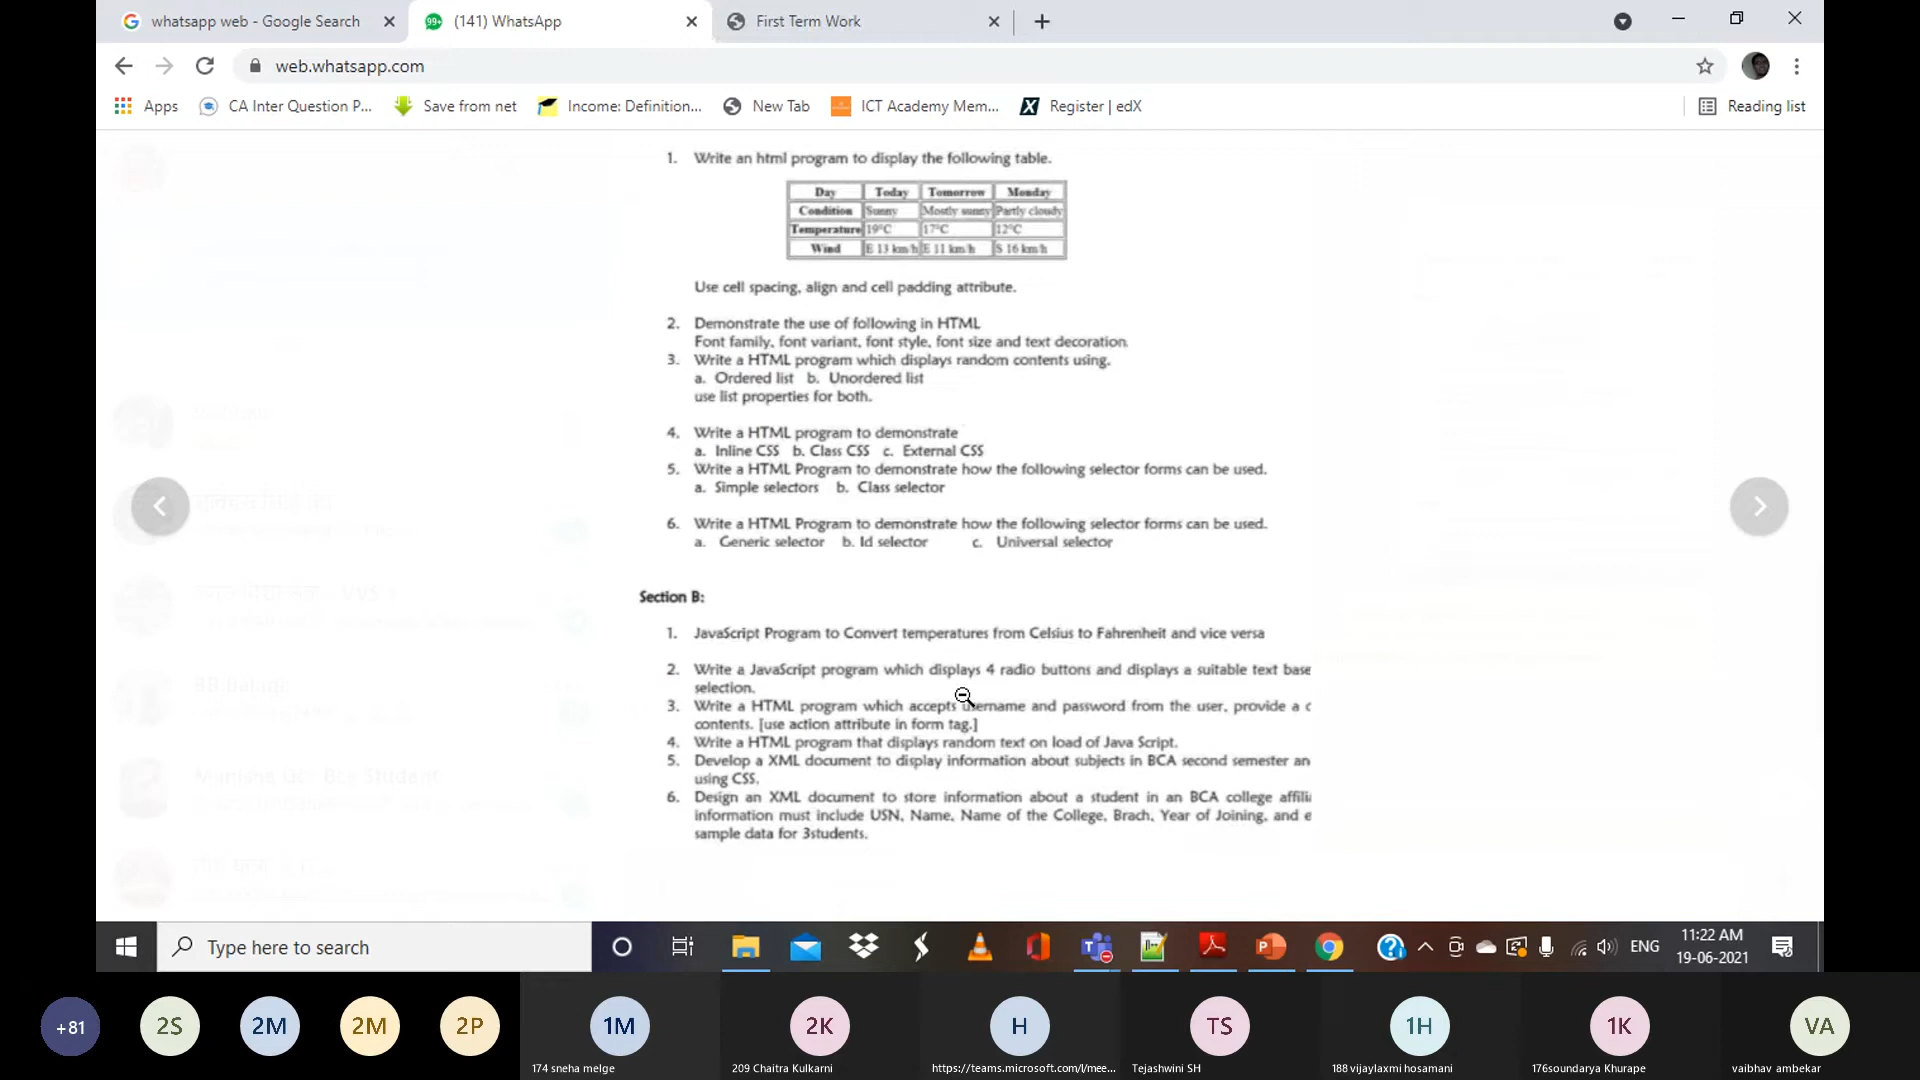 whatsapp web - Google Search
(141) WhatsApp
First Term Work
web.whatsapp.com
Apps
CA Inter Question P...
Save from net
Income: Definition...
New Tab
ICT Academy Mem...
Register | edX
Reading list
1. Write an html program to display the following table.
Day Today Tomorrow Monday
Condition Sunny Mostly sunny Partly cloudy
Temperature 19°C 17°C 12°C
Wind E 13 km/h E 11 km/h S 16 km/h
Use cell spacing, align and cell padding attribute.
2. Demonstrate the use of following in HTML
Font family, font variant, font style, font size and text decoration
3. Write a HTML program which displays random contents using.
a. Ordered list b. Unordered list
use list properties for both.
4. Write a HTML program to demonstrate
a. Inline CSS b. Class CSS c. External CSS
5. Write a HTML Program to demonstrate how the following selector forms can be used.
a. Simple selectors b. Class selector
6. Write a HTML Program to demonstrate how the following selector forms can be used.
a. Generic selector b. Id selector c. Universal selector
Section B:
1. JavaScript Program to Convert temperatures from Celsius to Fahrenheit and vice versa
2. Write a JavaScript program which displays 4 radio buttons and displays a suitable text base
selection.
3. Write a HTML program which accepts username and password from the user, provide a c
contents. [use action attribute in form tag.]
4. Write a HTML program that displays random text on load of Java Script.
5. Develop a XML document to display information about subjects in BCA second semester an
using CSS.
6. Design an XML document to store information about a student in an BCA college affili
information must include USN, Name, Name of the College, Brach, Year of Joining, and e
sample data for 3students.
Type here to search
ENG
11:22 AM
19-06-2021
+81
2S
2M
2M
2P
1M
2K
H
TS
1H
1K
VA
174 sneha melge
209 Chaitra Kulkarni
https://teams.microsoft.com/l/mee...
Tejashwini SH
188 vijaylaxmi hosamani
176soundarya Khurape
vaibhav ambekar